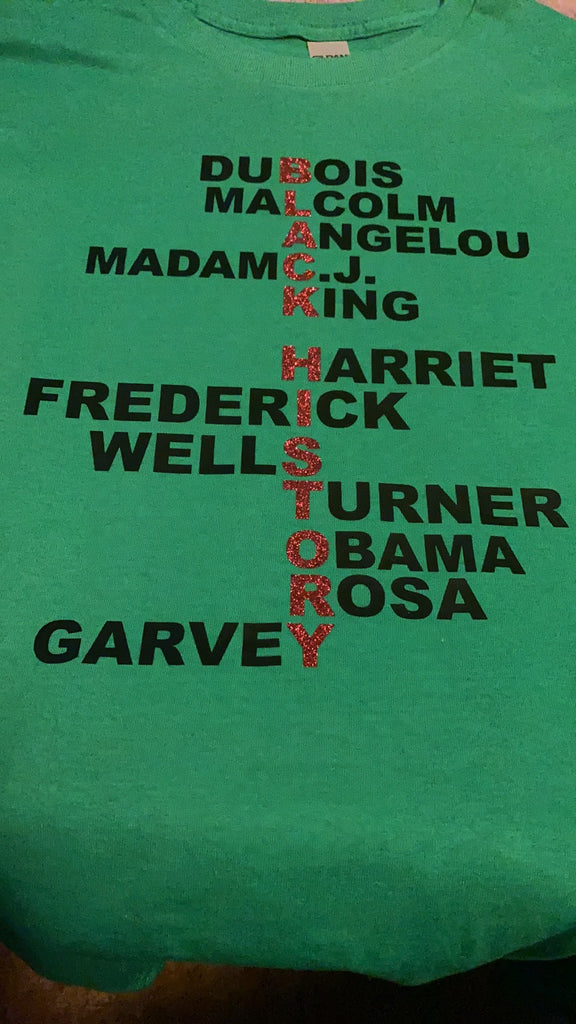 DUBOIS
MALCOLM
ANGELOU
MADAM C.J.
KING
HARRIET
FREDERICK
WELLS
TURNER
OBAMA
ROSA
GARVEY